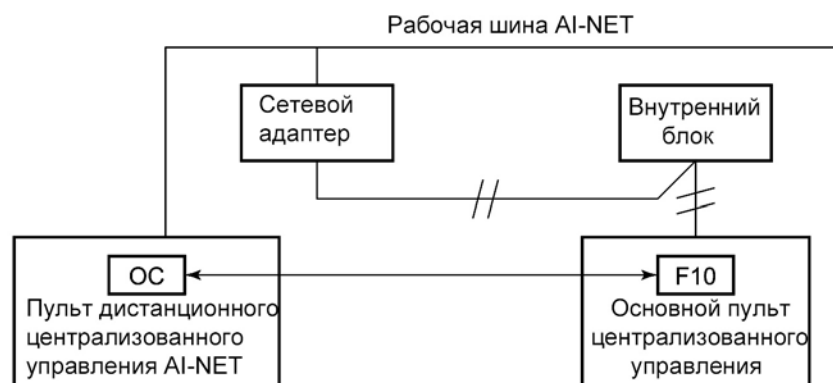 Рабочая шина AI-NET
Сетевой
адаптер
Внутренний
блок
OC
Пульт дистанционного
централизованного
управления AI-NET
F10
Основной пульт
централизованного
управления